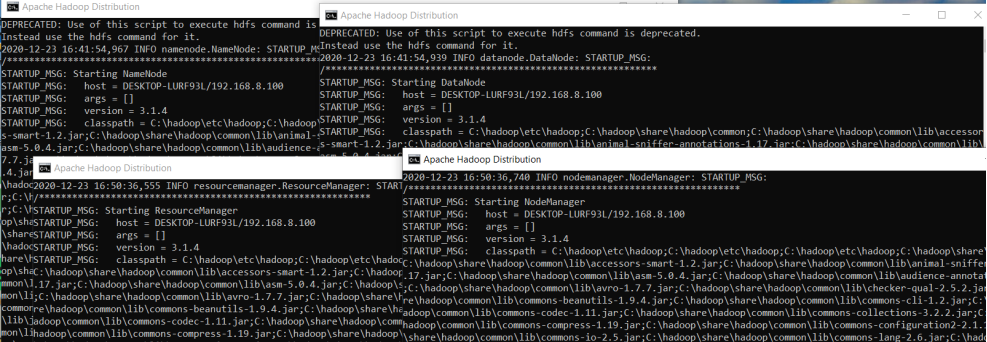 Apache Hadoop Distribution
DEPRECATED: Use of this script to execute hdfs command is
Instead use the hdfs command for it.
2020-12-23 16:41:54,967 INFO namenode.NameNode: STARTUP_MS
/************************************************************
STARTUP_MSG: Starting NameNode
STARTUP_MSG:   host = DESKTOP-LURF93L/192.168.8.100
STARTUP_MSG:   args = []
STARTUP_MSG:   version = 3.1.4
STARTUP_MSG:   classpath = C:\hadoop\etc\hadoop;C:\hadoop
s-smart-1.2.jar;C:\hadoop\share\hadoop\common\lib\animal-s
asm-5.0.4.jar;C:\hadoop\share\hadoop\common\lib\audience-a
Apache Hadoop Distribution
DEPRECATED: Use of this script to execute hdfs command is deprecated.
Instead use the hdfs command for it.
2020-12-23 16:41:54,939 INFO datanode.DataNode: STARTUP_MSG:
/************************************************************
STARTUP_MSG: Starting DataNode
STARTUP_MSG:   host = DESKTOP-LURF93L/192.168.8.100
STARTUP_MSG:   args = []
STARTUP_MSG:   version = 3.1.4
STARTUP_MSG:   classpath = C:\hadoop\etc\hadoop;C:\hadoop\share\hadoop\common;C:\hadoop\share\hadoop\common\lib\accessor
s-smart-1.2.jar;C:\hadoop\share\hadoop\common\lib\animal-sniffer-annotations-1.17.jar;C:\hadoop\share\hadoop\common\lib\
Apache Hadoop Distribution
2020-12-23 16:50:36,555 INFO resourcemanager.ResourceManager: START
/************************************************************
STARTUP_MSG: Starting ResourceManager
STARTUP_MSG:   host = DESKTOP-LURF93L/192.168.8.100
STARTUP_MSG:   args = []
STARTUP_MSG:   version = 3.1.4
STARTUP_MSG:   classpath = C:\hadoop\etc\hadoop;C:\hadoop\etc\hadoo
C:\hadoop\share\hadoop\common\lib\accessors-smart-1.2.jar;C:\hadoop
.17.jar;C:\hadoop\share\hadoop\common\lib\asm-5.0.4.jar;C:\hadoop\s
;C:\hadoop\share\hadoop\common\lib\avro-1.7.7.jar;C:\hadoop\share\h
re\hadoop\common\lib\commons-beanutils-1.9.4.jar;C:\hadoop\share\ha
adoop\common\lib\commons-codec-1.11.jar;C:\hadoop\share\hadoop\comm
hadoop\common\lib\commons-compress-1.19.jar;C:\hadoop\share\hadoop\
Apache Hadoop Distribution
2020-12-23 16:50:36,740 INFO nodemanager.NodeManager: STARTUP_MSG:
/************************************************************
STARTUP_MSG: Starting NodeManager
STARTUP_MSG:   host = DESKTOP-LURF93L/192.168.8.100
STARTUP_MSG:   args = []
STARTUP_MSG:   version = 3.1.4
STARTUP_MSG:   classpath = C:\hadoop\etc\hadoop;C:\hadoop\etc\hadoop;C:\hadoop\etc\hadoop;C:\hadoop\share\
C:\hadoop\share\hadoop\common\lib\accessors-smart-1.2.jar;C:\hadoop\share\hadoop\common\lib\animal-sniffer
.17.jar;C:\hadoop\share\hadoop\common\lib\asm-5.0.4.jar;C:\hadoop\share\hadoop\common\lib\audience-annotat
;C:\hadoop\share\hadoop\common\lib\avro-1.7.7.jar;C:\hadoop\share\hadoop\common\lib\checker-qual-2.5.2.jar
re\hadoop\common\lib\commons-beanutils-1.9.4.jar;C:\hadoop\share\hadoop\common\lib\commons-cli-1.2.jar;C:\
adoop\common\lib\commons-codec-1.11.jar;C:\hadoop\share\hadoop\common\lib\commons-collections-3.2.2.jar;C:
hadoop\common\lib\commons-compress-1.19.jar;C:\hadoop\share\hadoop\common\lib\commons-configuration2-2.1.1
hadoop\common\lib\commons-io-2.5.jar;C:\hadoop\share\hadoop\common\lib\commons-lang-2.6.jar;C:\hadoop\shar